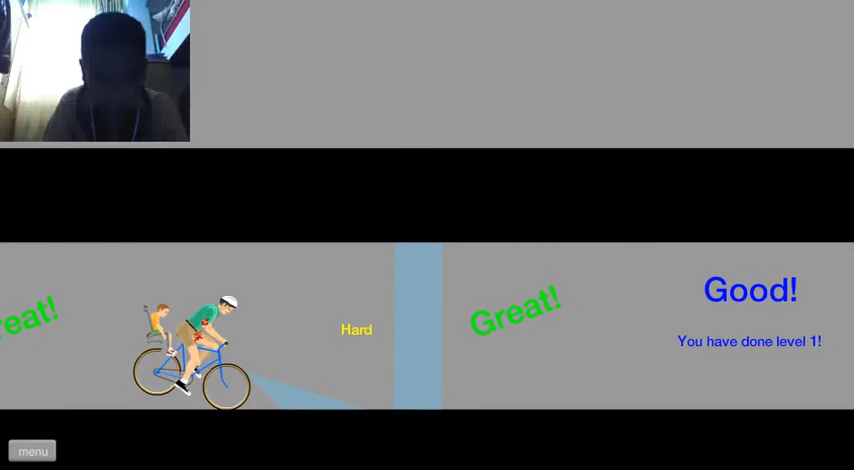 reat!
Hard
Great!
Good!
You have done level 1!
menu